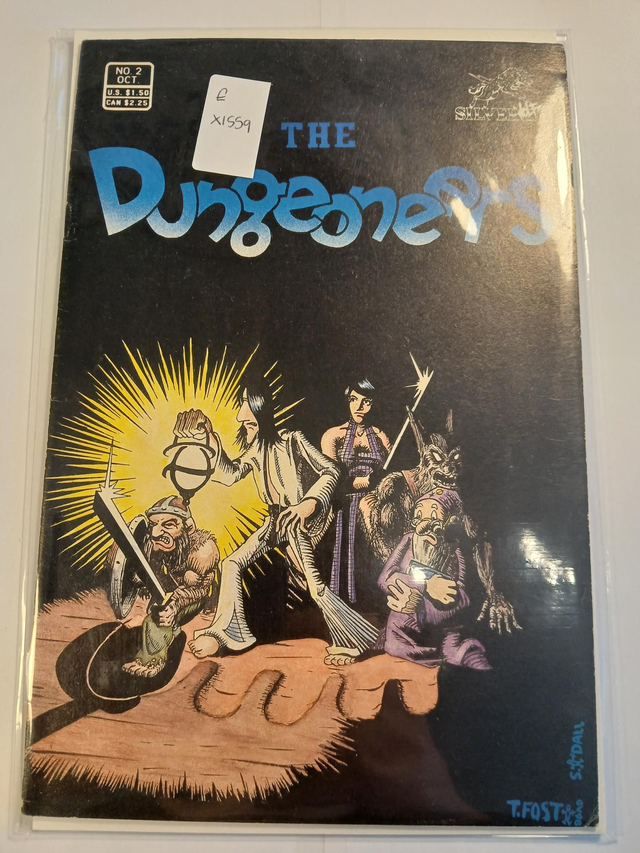 NO. 2
OCT.
U.S. $1.50
CAN $2.25
E
X1559
THE
Dungeoneers
T.FOST